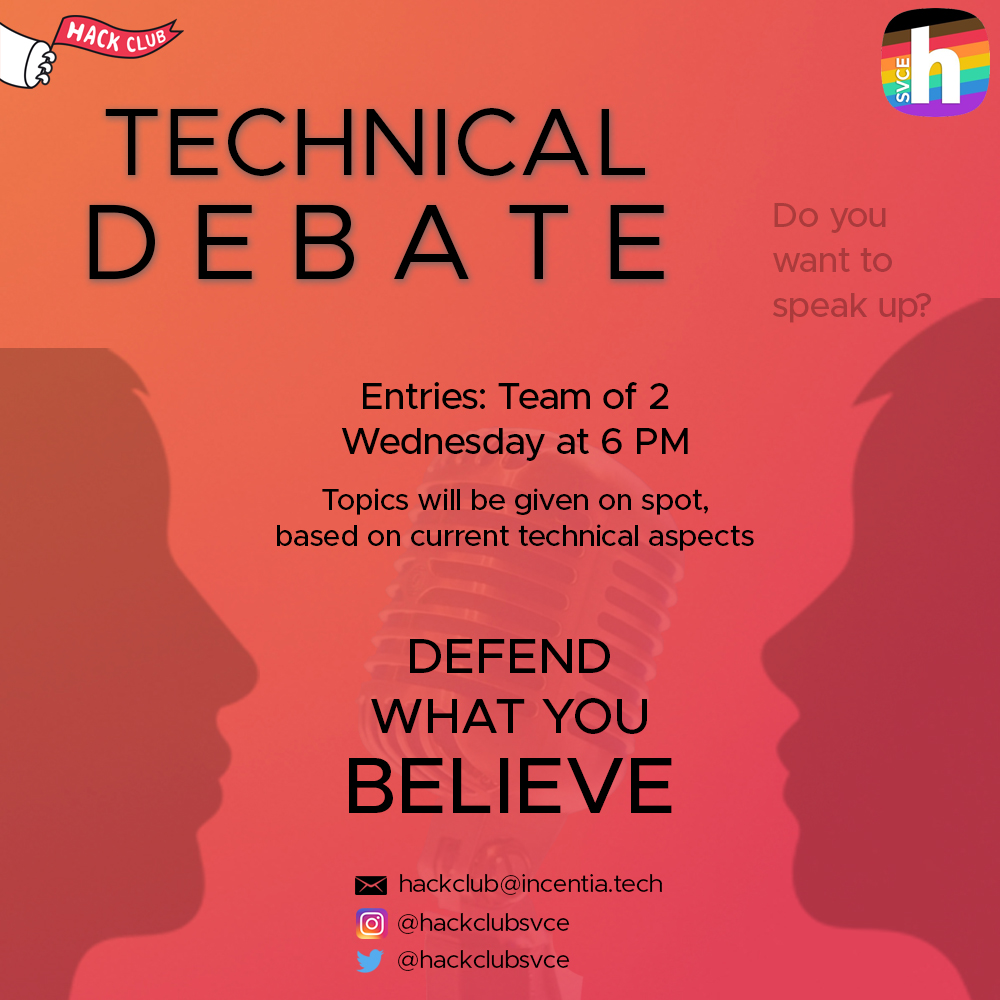 HACK CLUB
SVCE h
TECHNICAL
DEBATE
Do you
want to
speak up?
Entries: Team of 2
Wednesday at 6 PM
Topics will be given on spot,
based on current technical aspects
DEFEND
WHAT YOU
BELIEVE
hackclub@incentia.tech
@hackclubsvce
@hackclubsvce